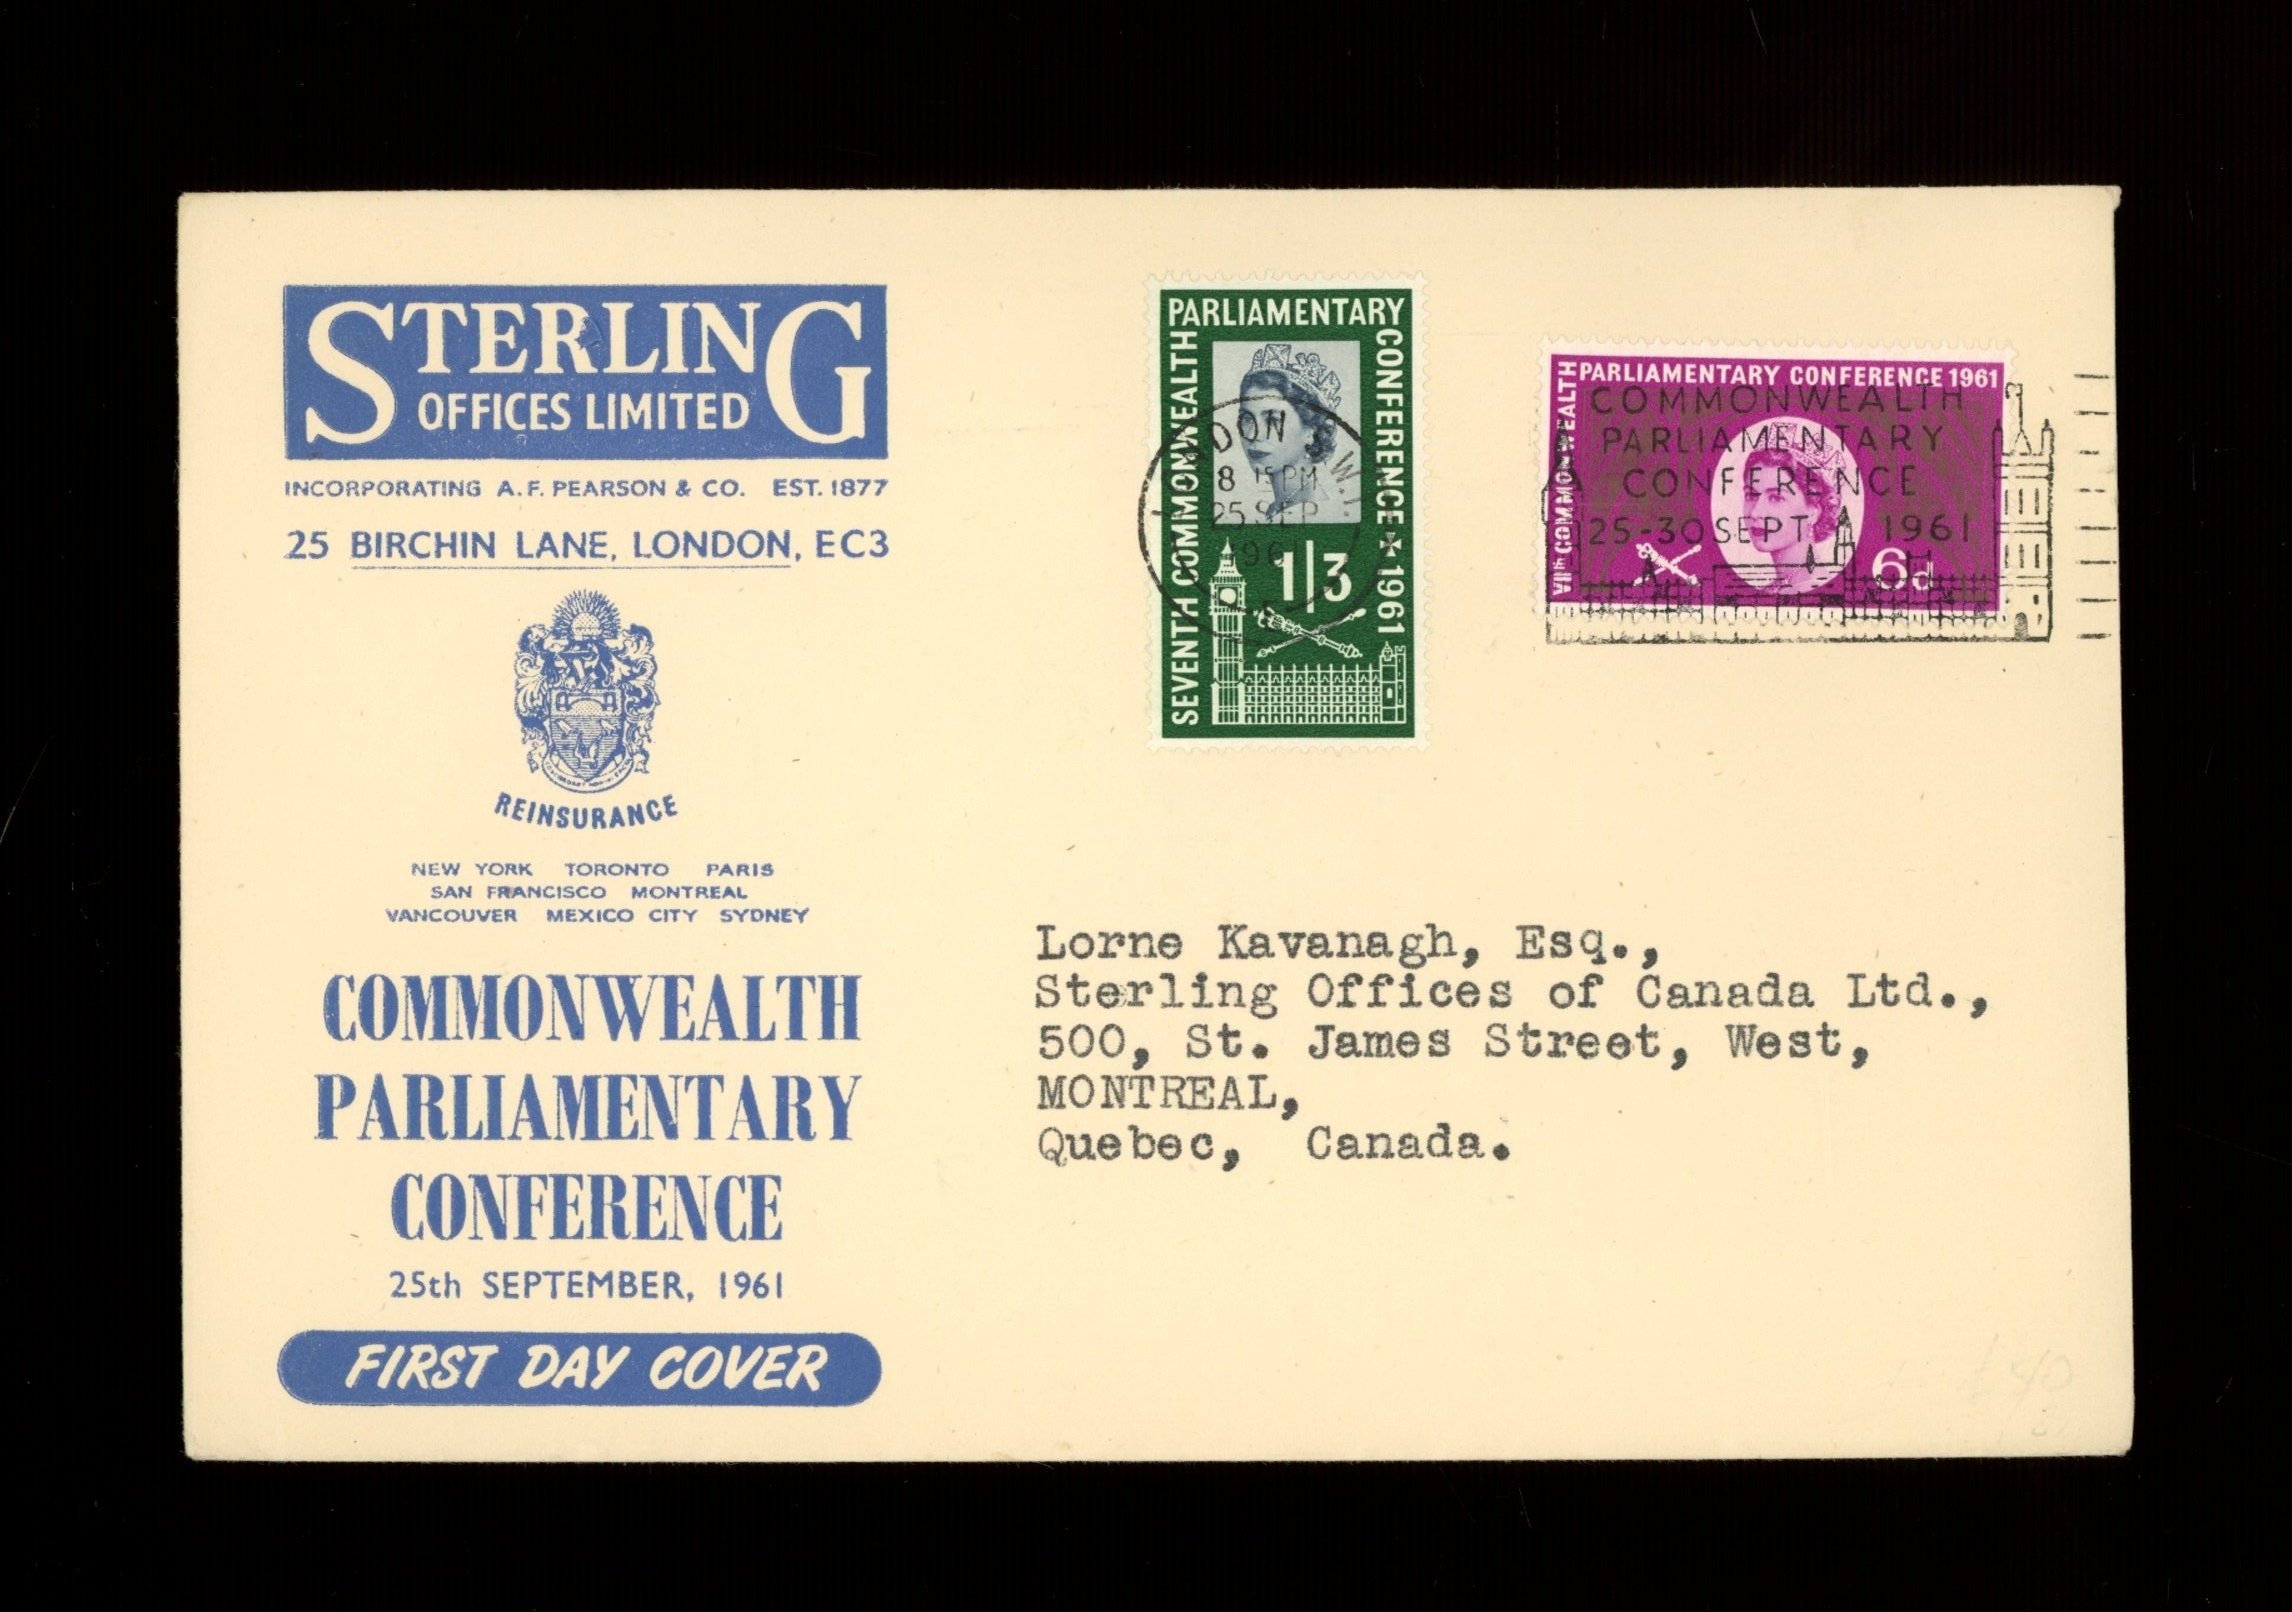 STERLING
OFFICES LIMITED
INCORPORATING A.F. PEARSON & CO. EST. 1877
25 BIRCHIN LANE, LONDON, EC3
REINSURANCE
NEW YORK TORONTO PARIS
SAN FRANCISCO MONTREAL
VANCOUVER MEXICO CITY SYDNEY
COMMONWEALTH
PARLIAMENTARY
CONFERENCE
25th SEPTEMBER, 1961
FIRST DAY COVER
SEVENTH COMMONWEALTH
PARLIAMENTARY
CONFERENCE 1961
1/3
8 15 PM
25 SEP
VIIth COMMONWEALTH
PARLIAMENTARY CONFERENCE 1961
6d
COMMONWEALTH
PARLIAMENTARY
CONFERENCE
25-30 SEPT 1961
Lorne Kavanagh, Esq.,
Sterling Offices of Canada Ltd.,
500, St. James Street, West,
MONTREAL,
Quebec, Canada.